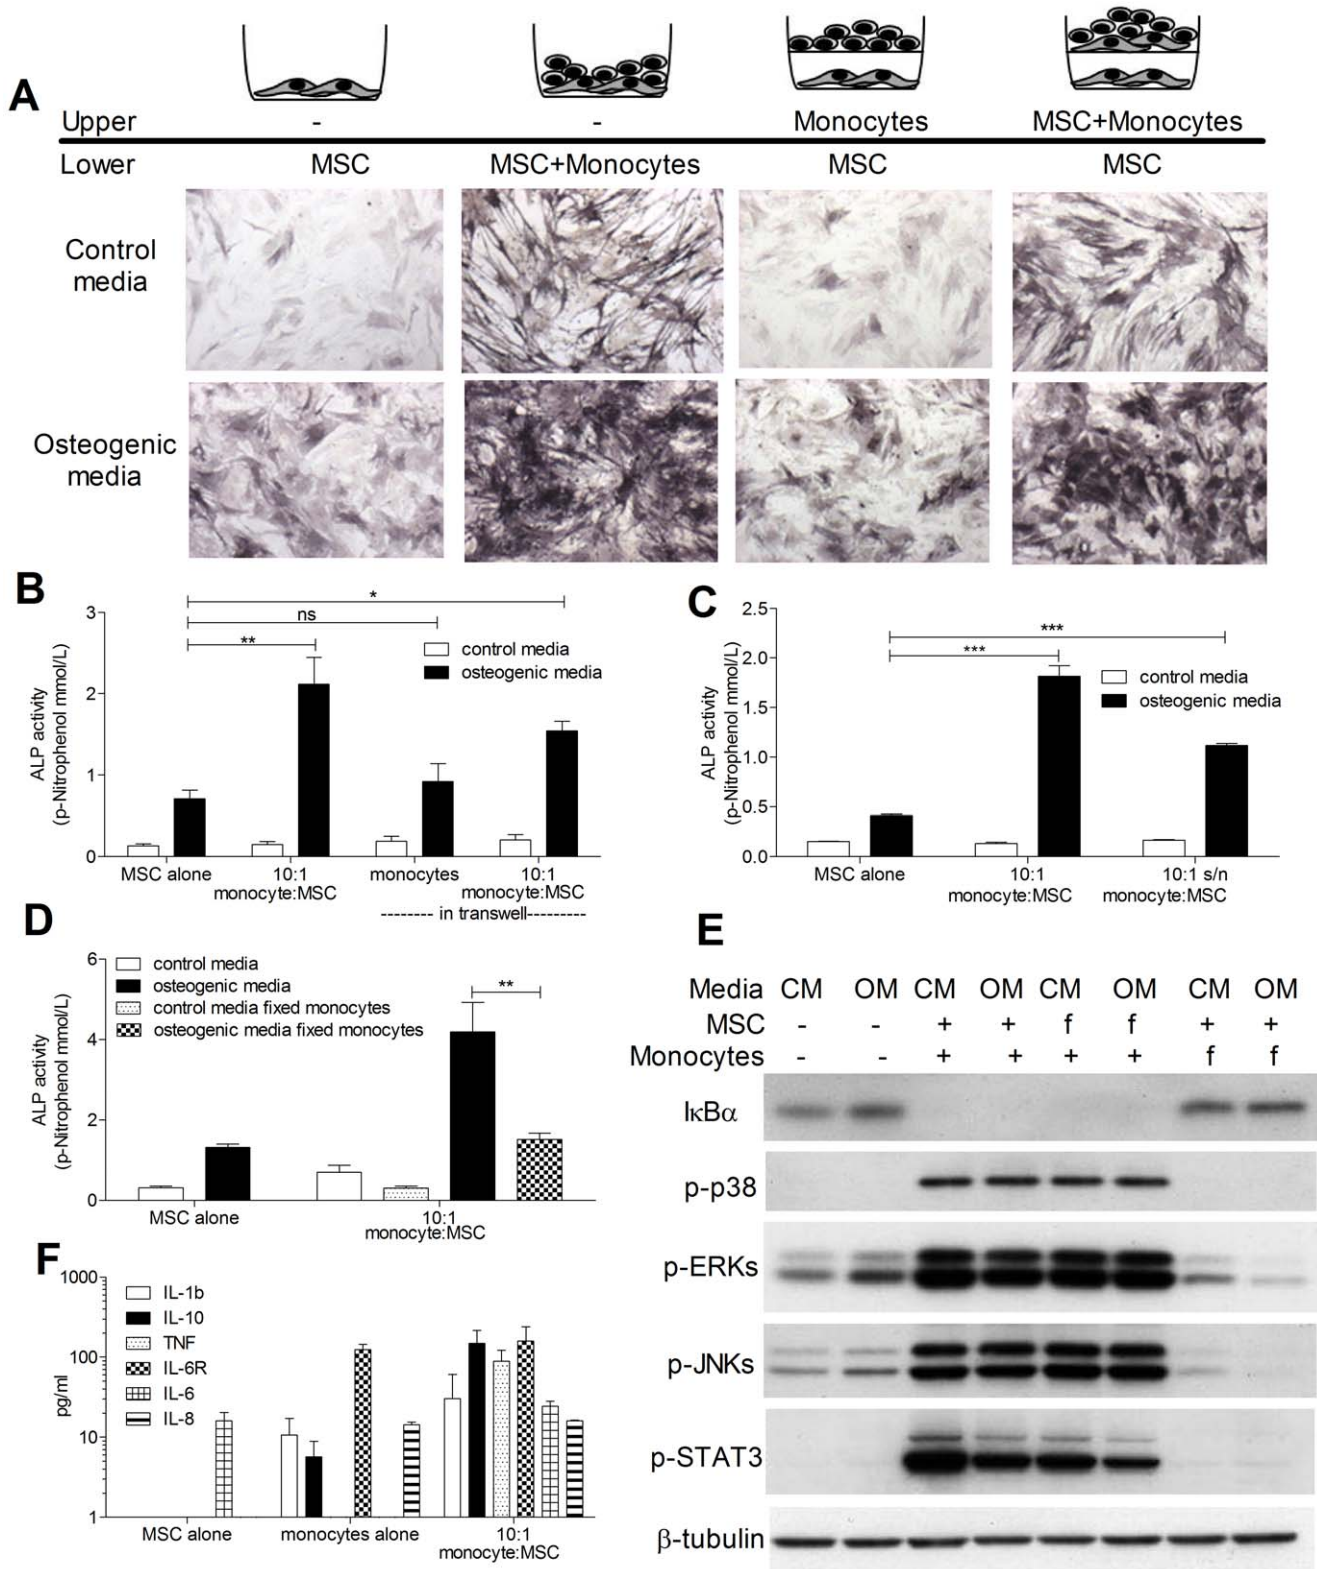 A
Upper - - Monocytes MSC+Monocytes
Lower MSC MSC+Monocytes MSC MSC
Control
media
Osteogenic
media
B
ALP activity
(p-Nitrophenol mmol/L)
3
2
1
0
*
ns
**
control media
osteogenic media
MSC alone
10:1
monocyte:MSC
monocytes
10:1
monocyte:MSC
-------- in transwell---------
C
ALP activity
(p-Nitrophenol mmol/L)
2.5
2.0
1.5
1.0
0.5
0.0
***
***
control media
osteogenic media
MSC alone
10:1
monocyte:MSC
10:1 s/n
monocyte:MSC
D
ALP activity
(p-Nitrophenol mmol/L)
6
4
2
0
control media
osteogenic media
control media fixed monocytes
osteogenic media fixed monocytes
**
MSC alone
10:1
monocyte:MSC
E
Media CM OM CM OM CM OM CM OM
MSC - - + + f f + +
Monocytes - - + + + + f f
IκBα
p-p38
p-ERKs
p-JNKs
p-STAT3
β-tubulin
F
pg/ml
1000
100
10
1
IL-1b
IL-10
TNF
IL-6R
IL-6
IL-8
MSC alone
monocytes alone
10:1
monocyte:MSC